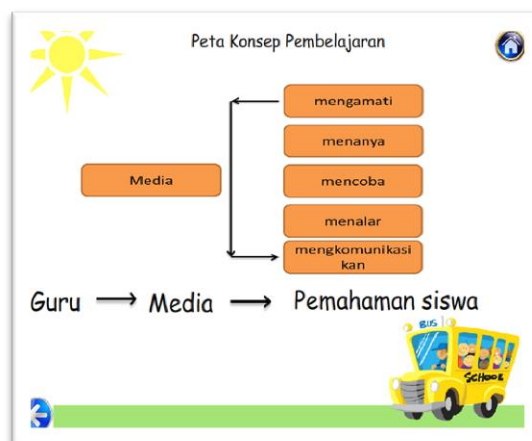 Peta Konsep Pembelajaran
mengamati
menanya
Media
mencoba
menalar
mengkomunikasi
kan
Guru → Media → Pemahaman siswa
BUS
SCHOOL